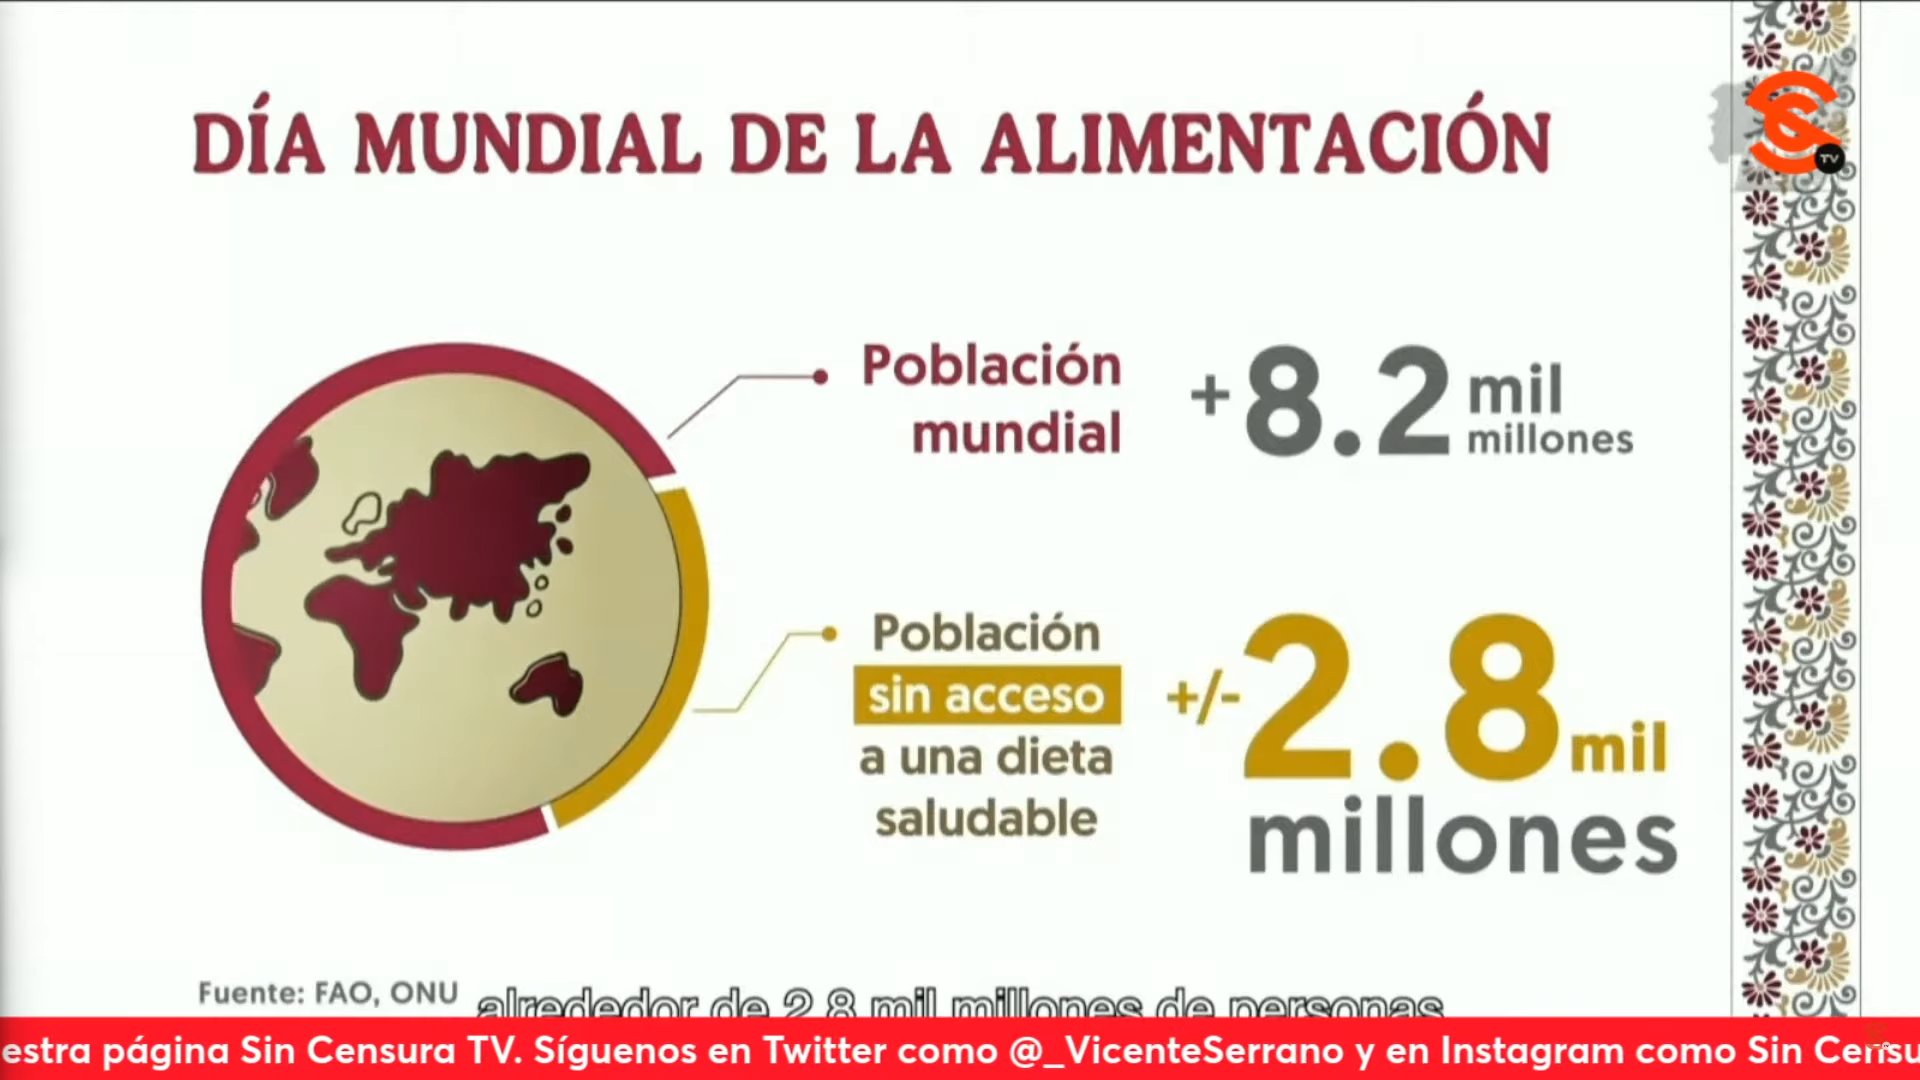 DÍA MUNDIAL DE LA ALIMENTACIÓN
TV
Población
mundial
+8.2 mil
millones
Población
sin acceso
a una dieta
saludable
+/-2.8 mil
millones
Fuente: FAO, ONU
alrededor de 2.8 mil millones de personas
estra página Sin Censura TV. Síguenos en Twitter como @_VicenteSerrano y en Instagram como Sin Censu